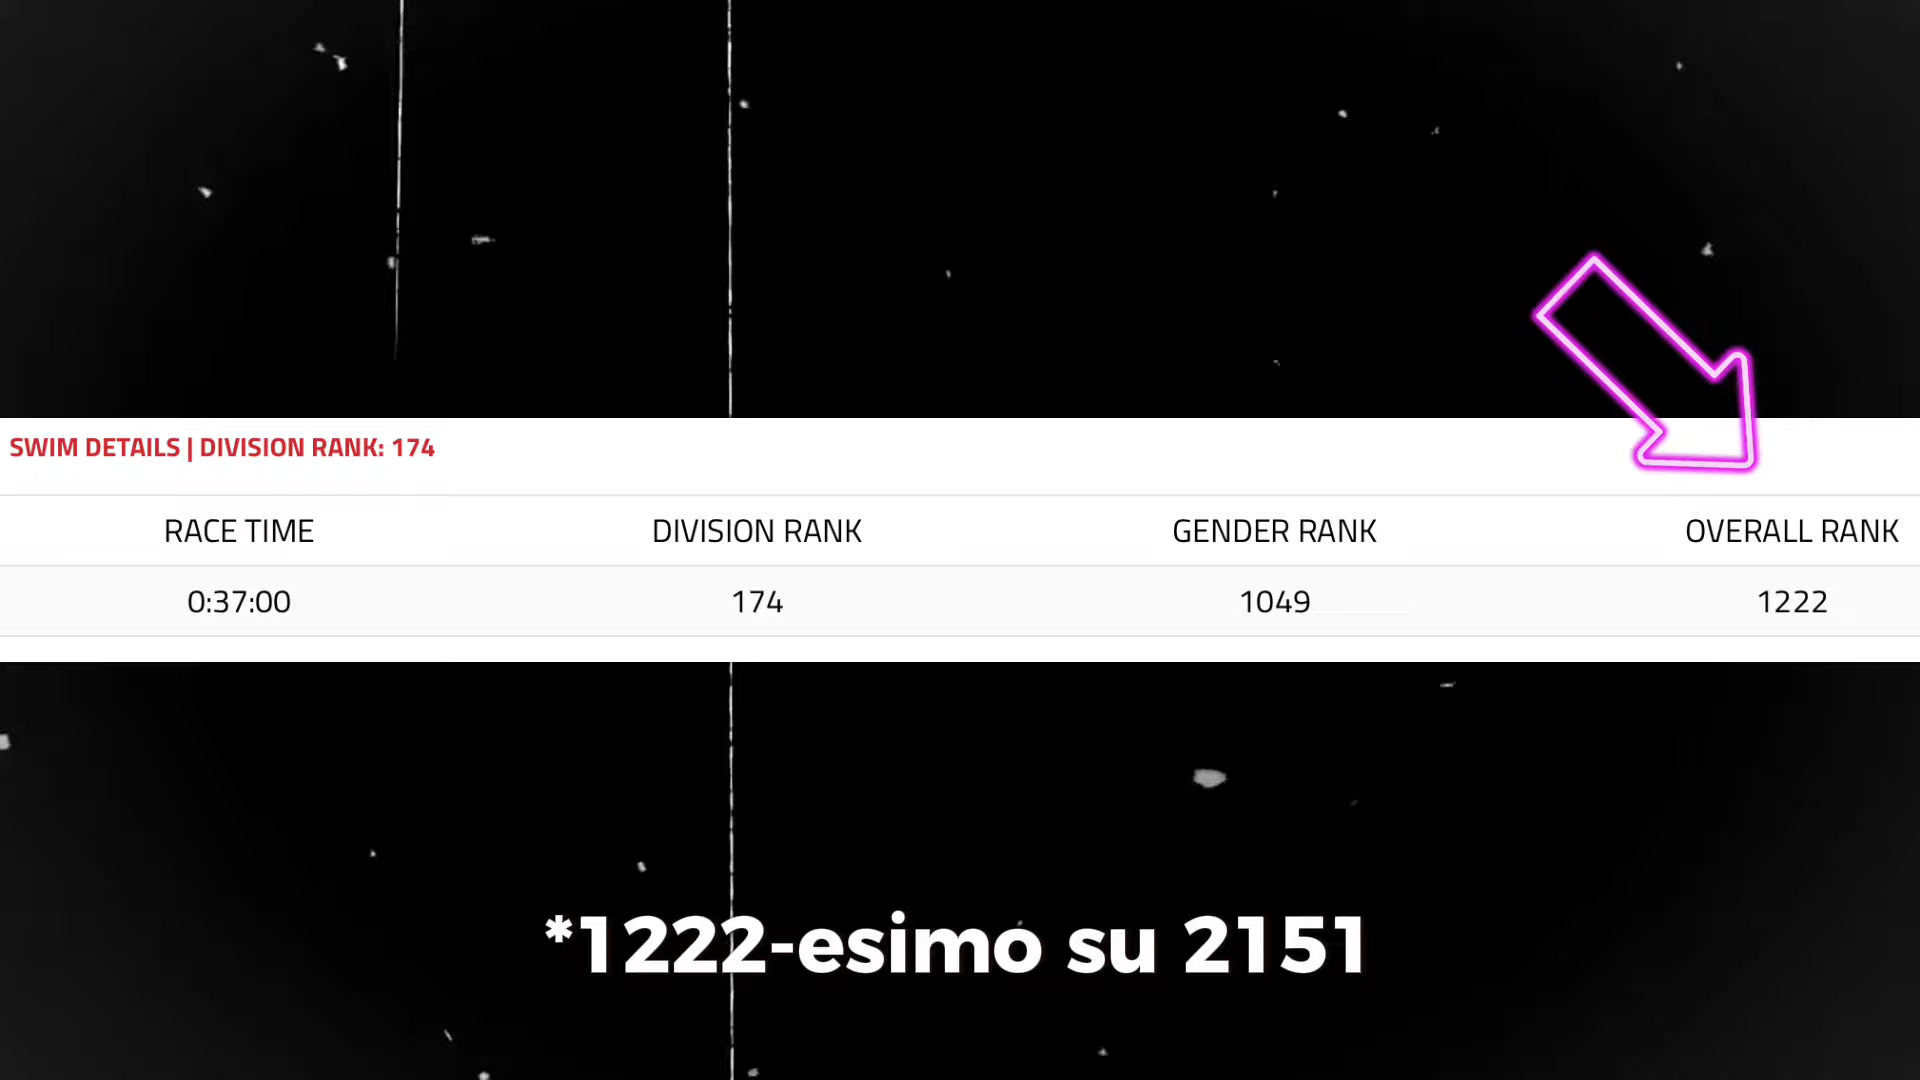 SWIM DETAILS | DIVISION RANK: 174
RACE TIME DIVISION RANK GENDER RANK OVERALL RANK
0:37:00 174 1049 1222
*1222-esimo su 2151